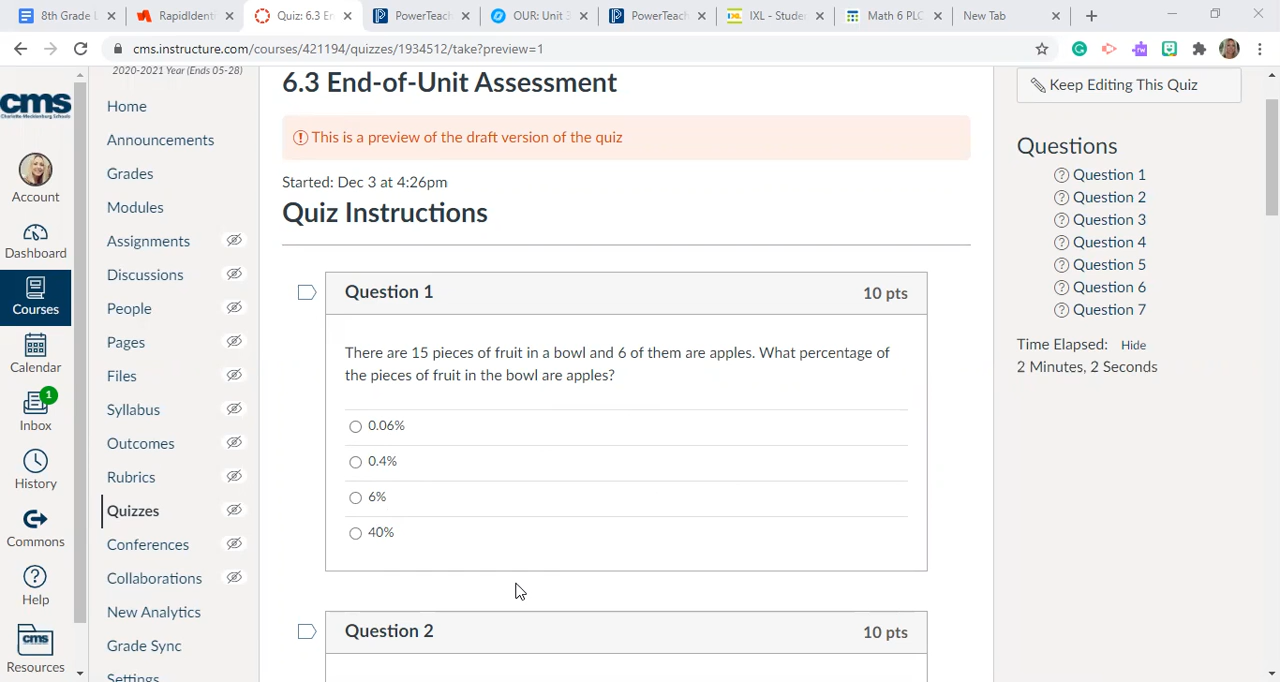 8th Grade L
RapidIdent
Quiz: 6.3 E
PowerTeach
OUR: Unit 3
PowerTeach
IXL - Stude
Math 6 PLC
New Tab
cms.instructure.com/courses/421194/quizzes/1934512/take?preview=1
cms
Charlotte-Mecklenburg Schools
Account
Dashboard
Courses
Calendar
1
Inbox
History
Commons
Help
cms
Resources
2020-2021 Year (Ends 05-28)
Home
Announcements
Grades
Modules
Assignments
Discussions
People
Pages
Files
Syllabus
Outcomes
Rubrics
Quizzes
Conferences
Collaborations
New Analytics
Grade Sync
Settings
6.3 End-of-Unit Assessment
This is a preview of the draft version of the quiz
Started: Dec 3 at 4:26pm
Quiz Instructions
Question 1
10 pts
There are 15 pieces of fruit in a bowl and 6 of them are apples. What percentage of
the pieces of fruit in the bowl are apples?
0.06%
0.4%
6%
40%
Question 2
10 pts
Keep Editing This Quiz
Questions
Question 1
Question 2
Question 3
Question 4
Question 5
Question 6
Question 7
Time Elapsed: Hide
2 Minutes, 2 Seconds